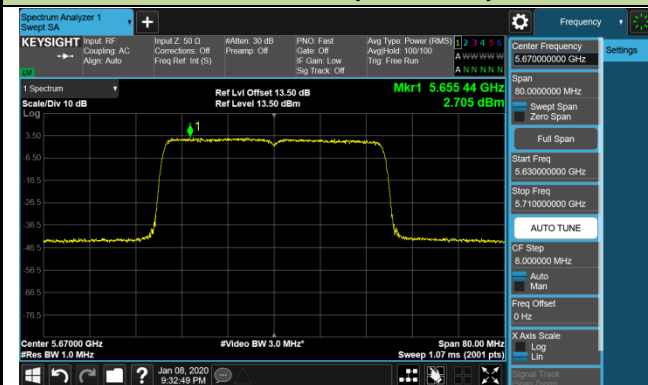 Spectrum Analyzer 1
Swept SA
+
Frequency
KEYSIGHT
Input: RF
Coupling: AC
Align: Auto
Input Z: 50 Ω
Corrections: Off
Freq Ref: Int (S)
#Atten: 30 dB
Preamp: Off
PNO: Fast
Gate: Off
IF Gain: Low
Sig Track: Off
Avg Type: Power (RMS)
Avg|Hold: 100/100
Trig: Free Run
1 2 3 4 5 6
A W W W W W
A N N N N N
LXI
1 Spectrum
Scale/Div 10 dB
Log
Ref Lvl Offset 13.50 dB
Ref Level 13.50 dBm
Mkr1 5.655 44 GHz
2.705 dBm
1
3.50
-6.50
-16.5
-26.5
-36.5
-46.5
-56.5
-66.5
-76.5
Center 5.67000 GHz
#Res BW 1.0 MHz
#Video BW 3.0 MHz*
Span 80.00 MHz
Sweep 1.07 ms (2001 pts)
Jan 08, 2020
9:32:49 PM
Center Frequency
5.670000000 GHz
Settings
Span
80.0000000 MHz
Swept Span
Zero Span
Full Span
Start Freq
5.630000000 GHz
Stop Freq
5.710000000 GHz
AUTO TUNE
CF Step
8.000000 MHz
Auto
Man
Freq Offset
0 Hz
X Axis Scale
Log
Lin
Signal Track
(Span Zoom)